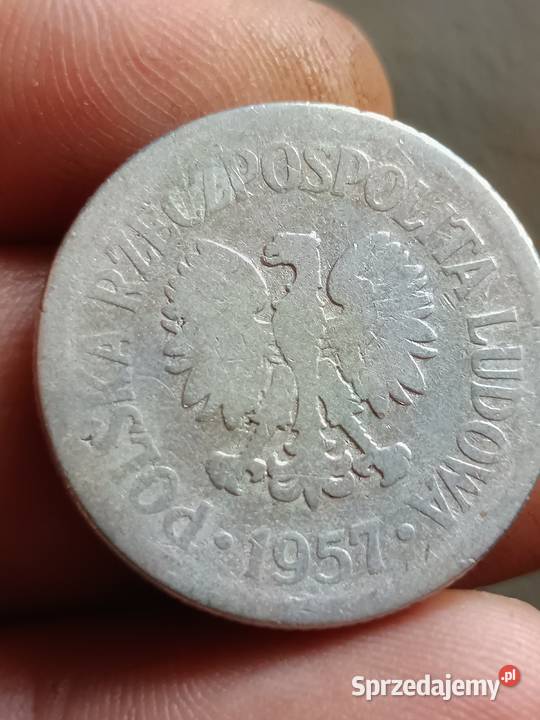 POLSKA RZECZPOSPOLITA LUDOWA
· 1957 ·
Sprzedajemy.pl